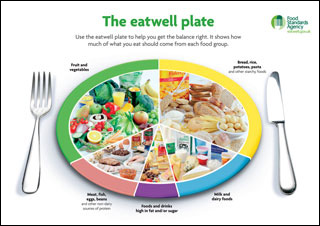 The eatwell plate
Use the eatwell plate to help you get the balance right. It shows how
much of what you eat should come from each food group.
Food
Standards
Agency
Fruit and
vegetables
Bread, rice,
potatoes, pasta
and other starchy foods
Meat, fish,
eggs, beans
and other non-dairy
sources of protein
Foods and drinks
high in fat and/or sugar
Milk and
dairy foods